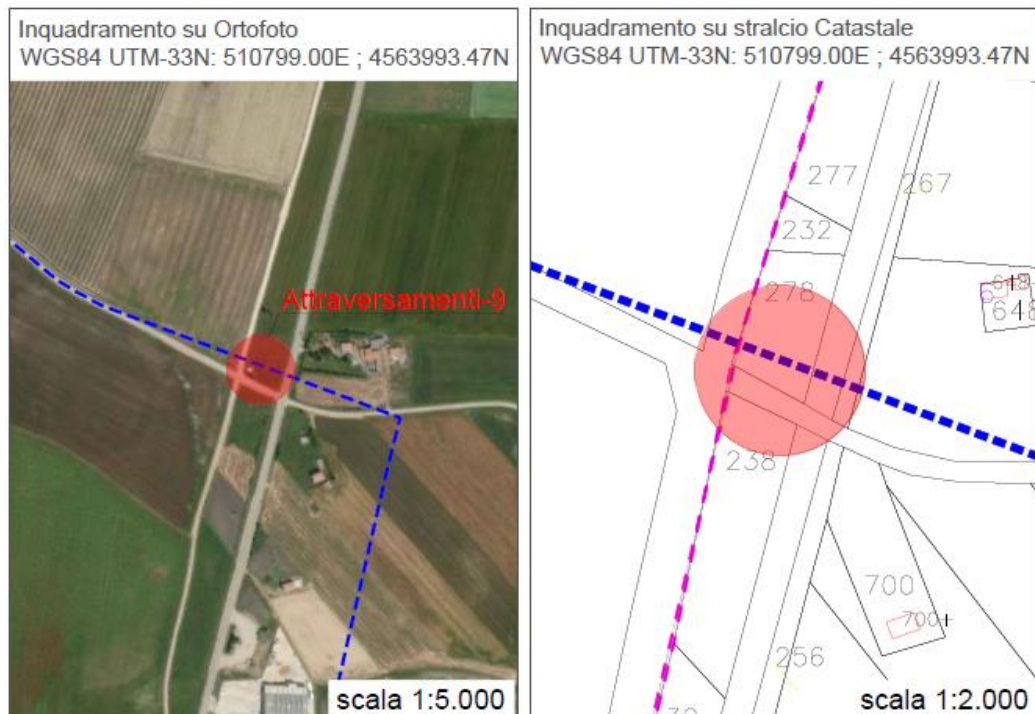 Inquadramento su Ortofoto
WGS84 UTM-33N: 510799.00E ; 4563993.47N
Attraversamenti-9
scala 1:5.000
Inquadramento su stralcio Catastale
WGS84 UTM-33N: 510799.00E ; 4563993.47N
277
267
232
278
648+
648
238
700
700+
256
scala 1:2.000